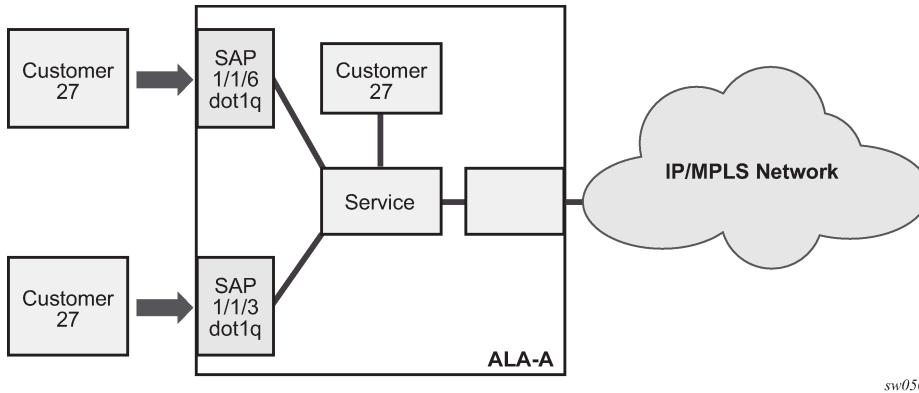 Customer
27
SAP
1/1/6
dot1q
Customer
27
IP/MPLS Network
Service
Customer
27
SAP
1/1/3
dot1q
ALA-A